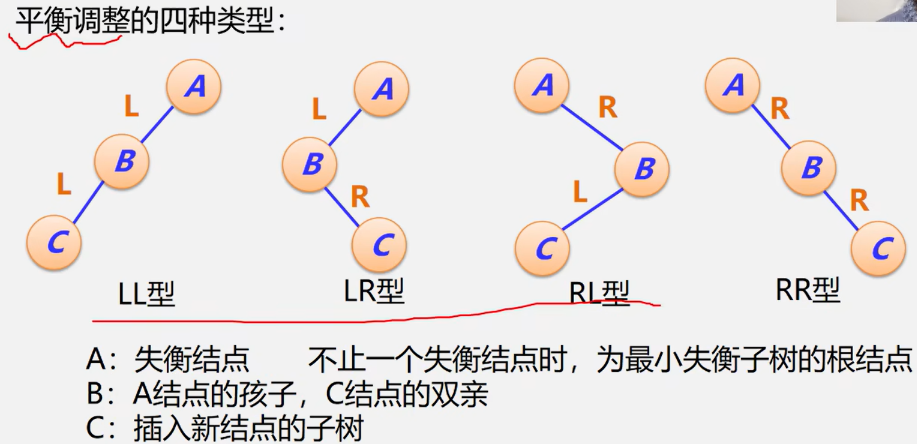 平衡调整的四种类型：
A A A A
L L R R
B B B B
L R L R
C C C C
LL型 LR型 RL型 RR型
A：失衡结点 不止一个失衡结点时，为最小失衡子树的根结点
B：A结点的孩子，C结点的双亲
C：插入新结点的子树